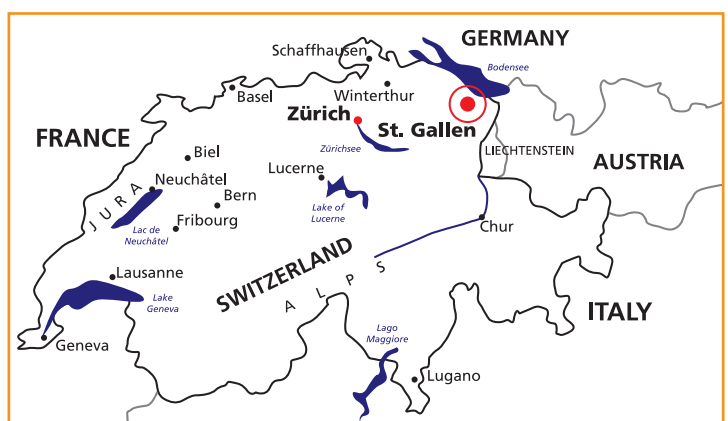 GERMANY
Schaffhausen
Bodensee
Basel
Winterthur
Zürich
St. Gallen
FRANCE
Zürichsee
LIECHTENSTEIN
Biel
AUSTRIA
Lucerne
Neuchâtel
Bern
JURA
Lake of
Lucerne
Fribourg
Lac de
Neuchâtel
Chur
SWITZERLAND
ALPS
Lausanne
Lake
Geneva
ITALY
Lago
Maggiore
Geneva
Lugano